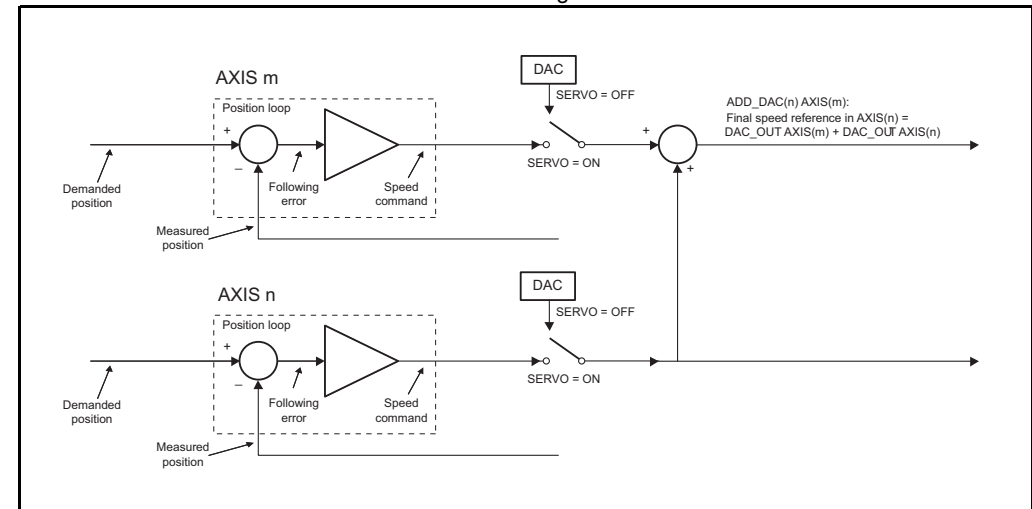 DAC
AXIS m
SERVO = OFF
Position loop
ADD_DAC(n) AXIS(m):
Final speed reference in AXIS(n) =
DAC_OUT AXIS(m) + DAC_OUT AXIS(n)
+
+
–
SERVO = ON
+
Demanded
position
Following
error
Speed
command
Measured
position
DAC
AXIS n
SERVO = OFF
Position loop
+
–
SERVO = ON
Demanded
position
Following
error
Speed
command
Measured
position